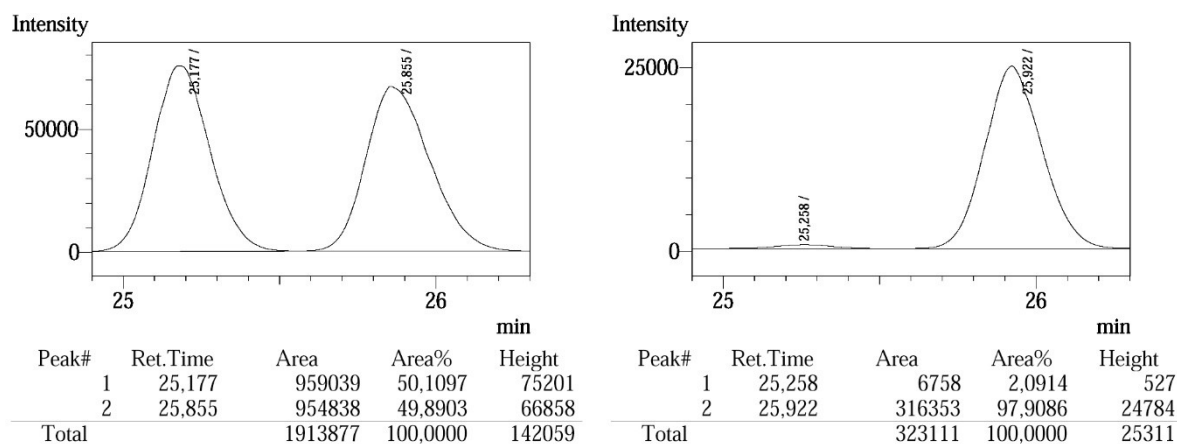 Intensity
25,177 /
25,855 /
50000
0
25 26
min
Peak# Ret.Time Area Area% Height
1 25,177 959039 50,1097 75201
2 25,855 954838 49,8903 66858
Total 1913877 100,0000 142059
Intensity
25,258 /
25,922 /
25000
0
25 26
min
Peak# Ret.Time Area Area% Height
1 25,258 6758 2,0914 527
2 25,922 316353 97,9086 24784
Total 323111 100,0000 25311